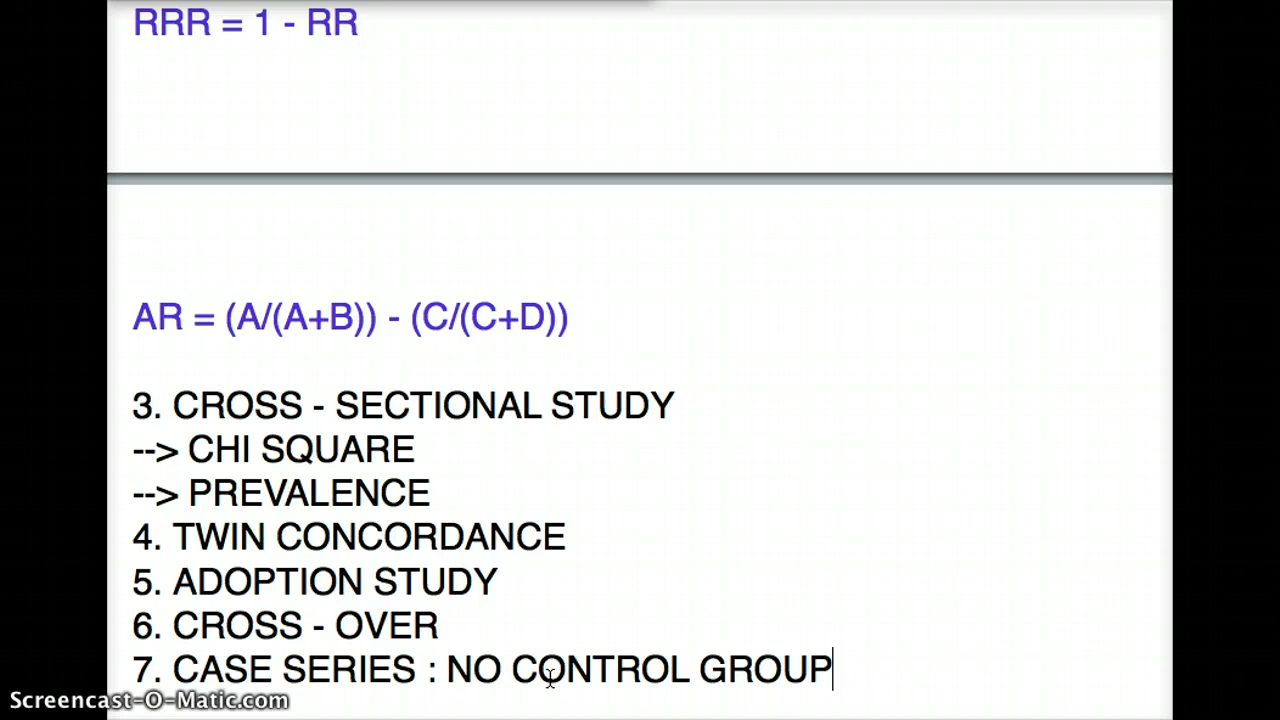 RRR = 1 - RR
AR = (A/(A+B)) - (C/(C+D))
3. CROSS - SECTIONAL STUDY
--> CHI SQUARE
--> PREVALENCE
4. TWIN CONCORDANCE
5. ADOPTION STUDY
6. CROSS - OVER
7. CASE SERIES : NO CONTROL GROUP
Screencast-O-Matic.com